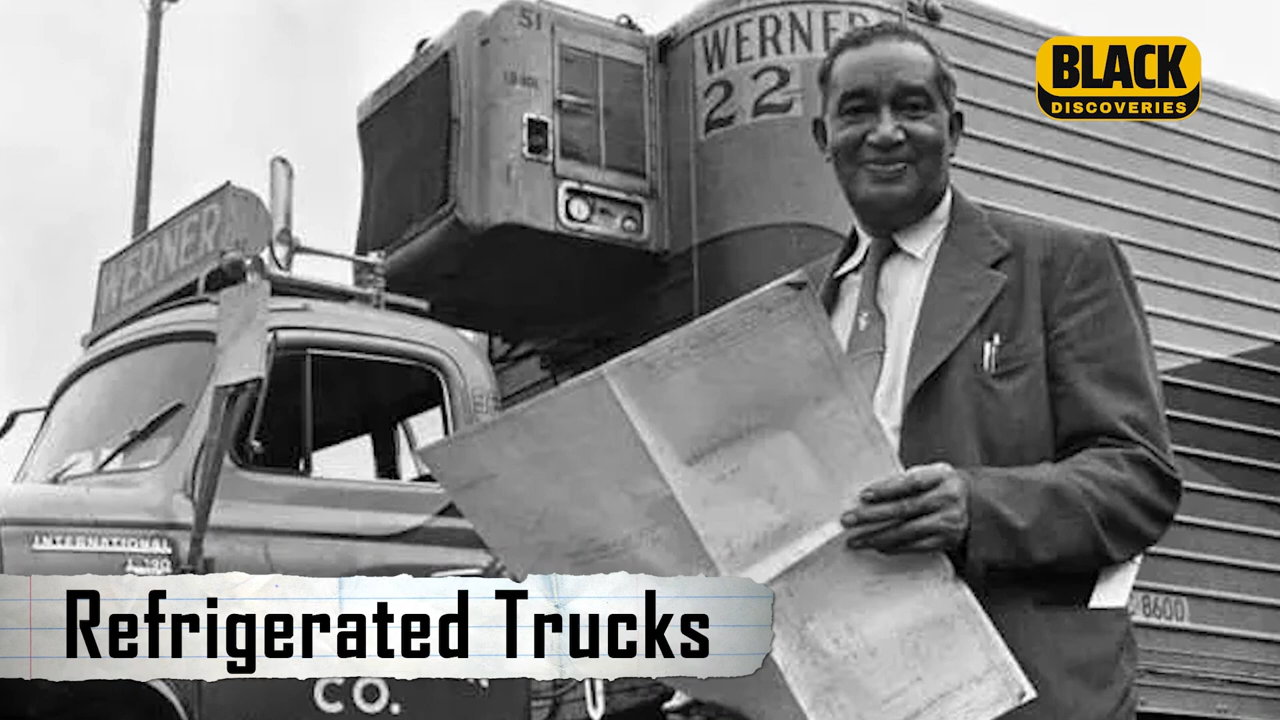 BLACK
DISCOVERIES
51
WERNER
22
WERNER
INTERNATIONAL
8600
Refrigerated Trucks
CO.